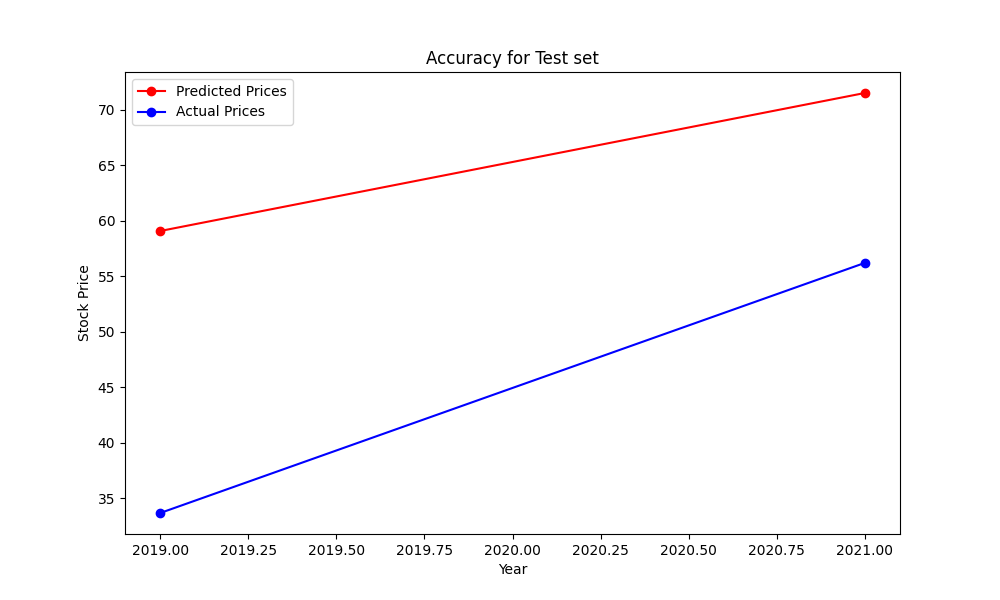 Accuracy for Test set
Predicted Prices
Actual Prices
70
65
60
55
50
45
40
35
Stock Price
2019.00 2019.25 2019.50 2019.75 2020.00 2020.25 2020.50 2020.75 2021.00
Year